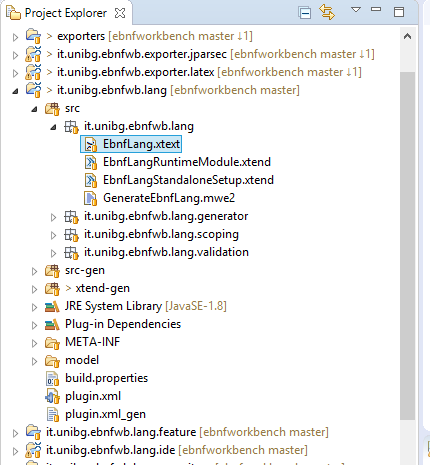 Project Explorer
> exporters [ebnfworkbench master ↓1]
> it.unibg.ebnfwb.exporter.jparsec [ebnfworkbench master ↓1]
> it.unibg.ebnfwb.exporter.latex [ebnfworkbench master ↓1]
> it.unibg.ebnfwb.lang [ebnfworkbench master]
src
it.unibg.ebnfwb.lang
EbnfLang.xtext
EbnfLangRuntimeModule.xtend
EbnfLangStandaloneSetup.xtend
GenerateEbnfLang.mwe2
it.unibg.ebnfwb.lang.generator
it.unibg.ebnfwb.lang.scoping
it.unibg.ebnfwb.lang.validation
src-gen
> xtend-gen
JRE System Library [JavaSE-1.8]
Plug-in Dependencies
META-INF
model
build.properties
plugin.xml
plugin.xml_gen
it.unibg.ebnfwb.lang.feature [ebnfworkbench master]
it.unibg.ebnfwb.lang.ide [ebnfworkbench master]